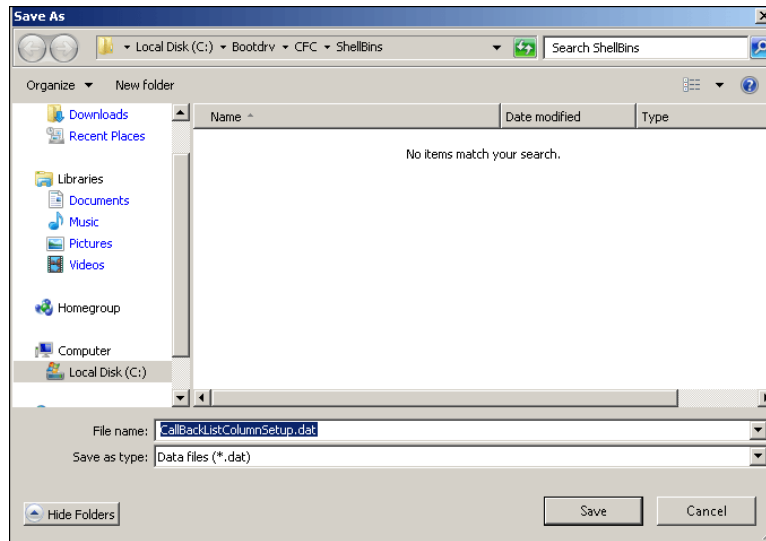 Save As
Local Disk (C:) Bootdrv CFC ShellBins Search ShellBins
Organize New folder
Downloads
Recent Places
Libraries
Documents
Music
Pictures
Videos
Homegroup
Computer
Local Disk (C:)
Name Date modified Type
No items match your search.
File name: CallBackListColumnSetup.dat
Save as type: Data files (*.dat)
Hide Folders Save Cancel